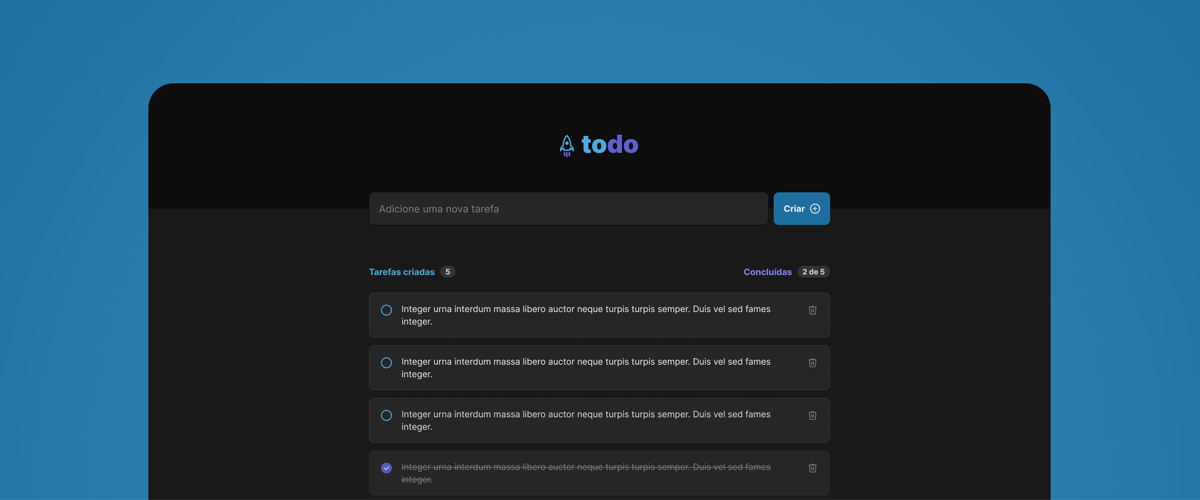 todo
Adicione uma nova tarefa
Criar
Tarefas criadas 5
Concluídas 2 de 5
Integer urna interdum massa libero auctor neque turpis turpis semper. Duis vel sed fames
integer.
Integer urna interdum massa libero auctor neque turpis turpis semper. Duis vel sed fames
integer.
Integer urna interdum massa libero auctor neque turpis turpis semper. Duis vel sed fames
integer.
Integer urna interdum massa libero auctor neque turpis turpis semper. Duis vel sed fames
integer.